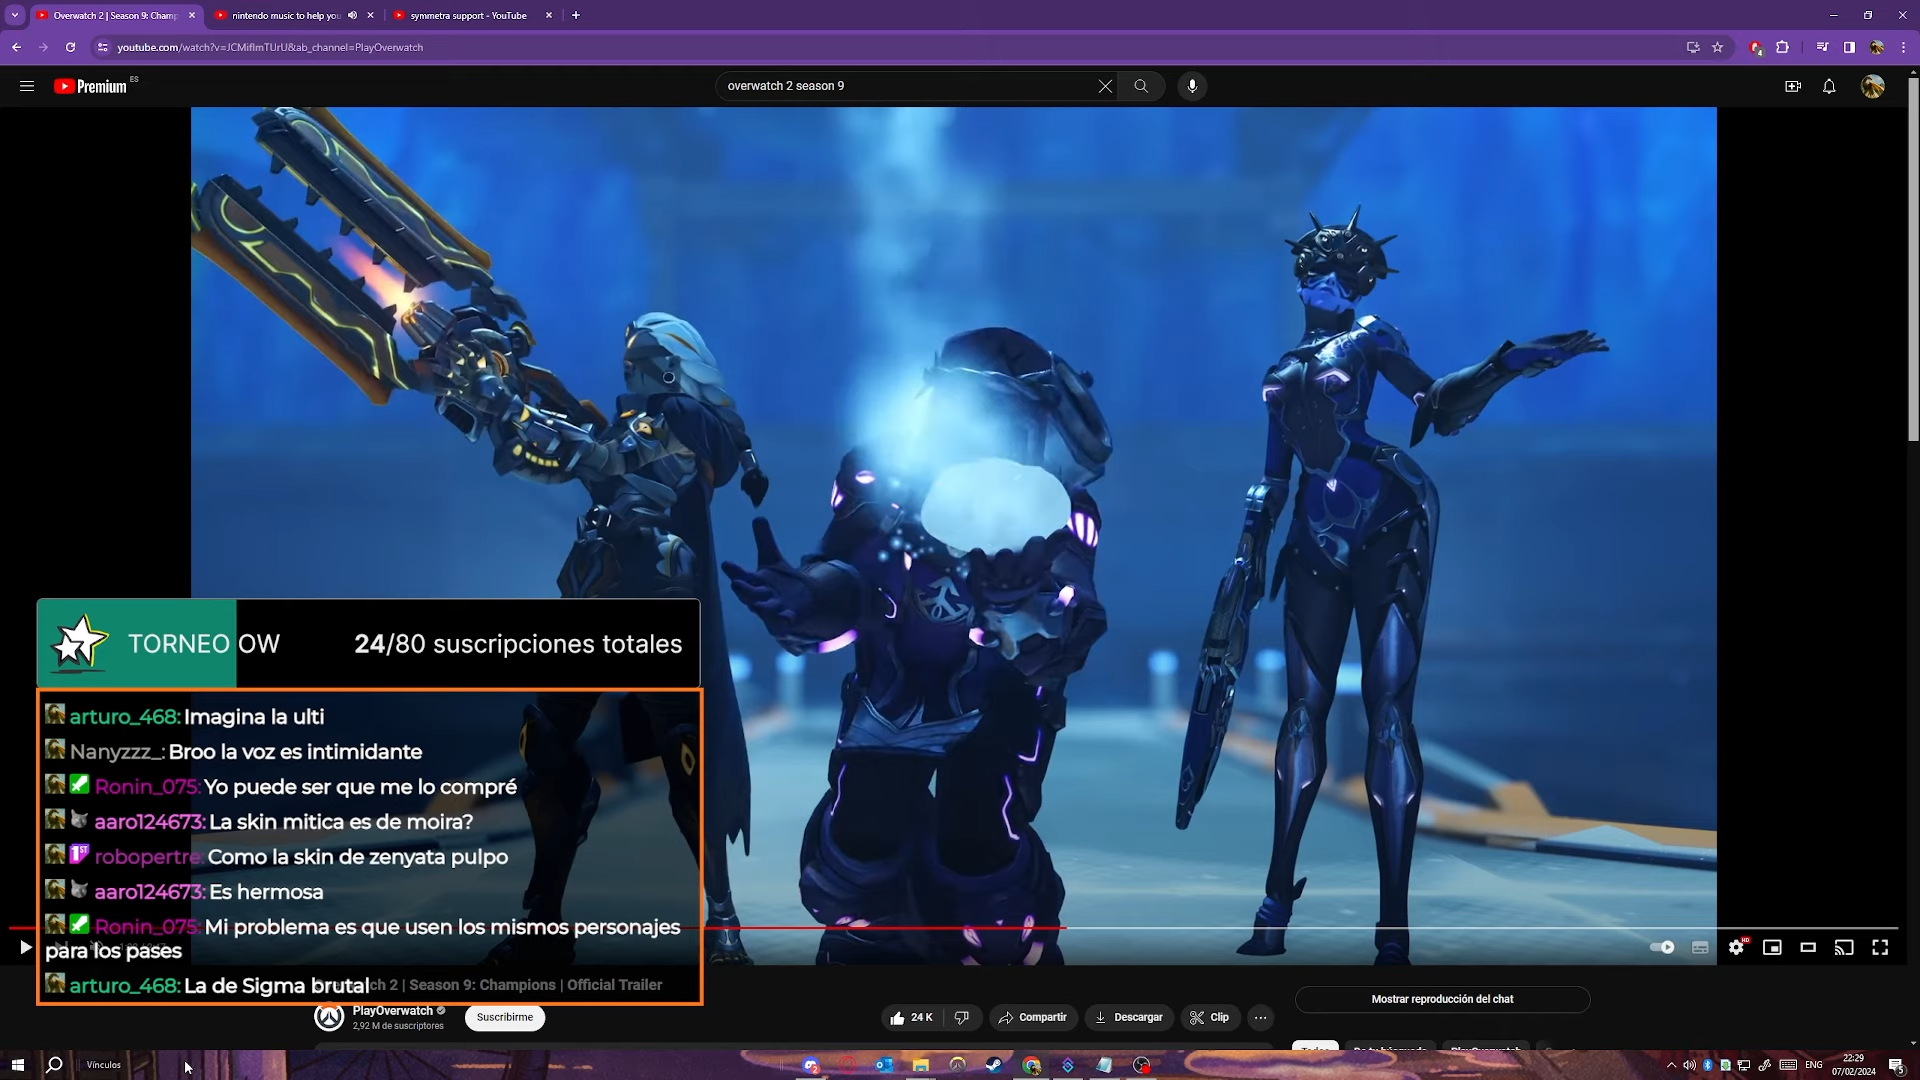 Overwatch 2 | Season 9: Champ
nintendo music to help you
symmetra support - YouTube
youtube.com/watch?v=JCMifImTUrU&ab_channel=PlayOverwatch
Premium ES
overwatch 2 season 9
TORNEO OW 24/80 suscripciones totales
arturo_468: Imagina la ulti
Nanyzzz_: Broo la voz es intimidante
Ronin_075: Yo puede ser que me lo compré
aaro124673: La skin mitica es de moira?
robopertre: Como la skin de zenyata pulpo
aaro124673: Es hermosa
Ronin_075: Mi problema es que usen los mismos personajes
para los pases
arturo_468: La de Sigma brutal
ch 2 | Season 9: Champions | Official Trailer
HD
PlayOverwatch
2,92 M de suscriptores
Suscribirme
24 K
Compartir
Descargar
Clip
Mostrar reproducción del chat
Vínculos
ENG
22:29
07/02/2024